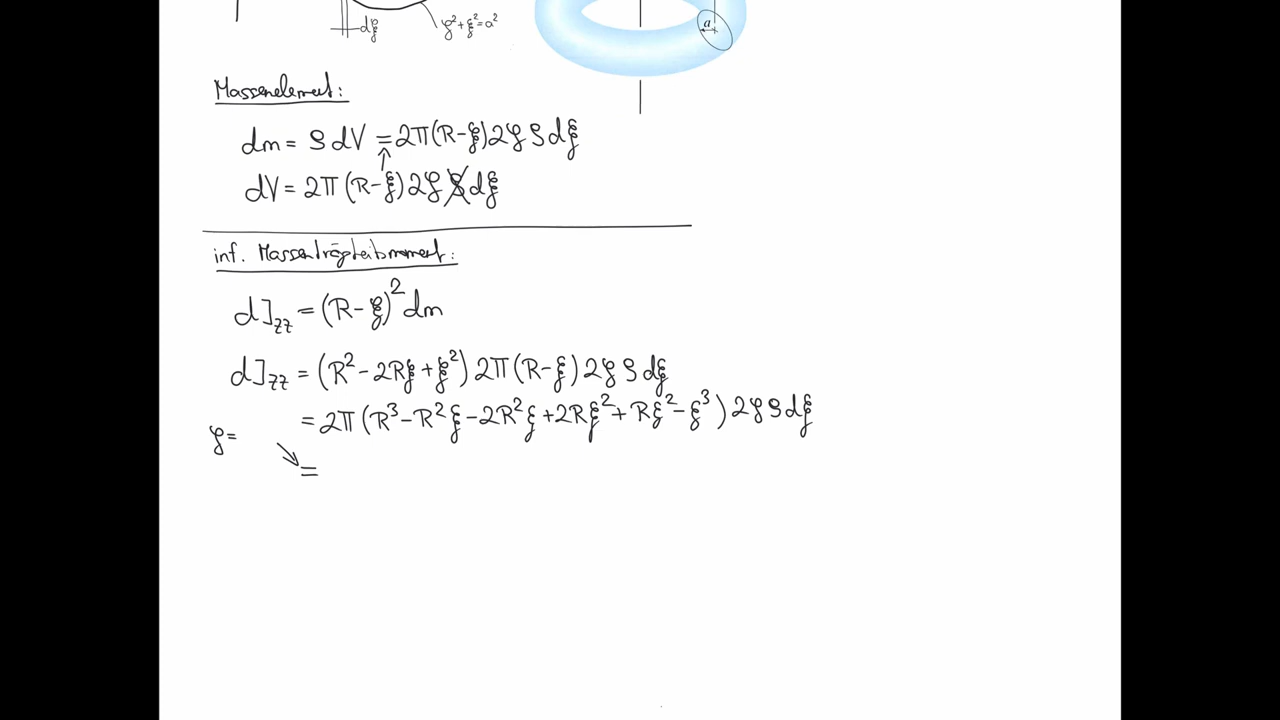 dξ
ζ²+ξ²=a²
a
Massenelement:
dm = ρ dV = 2π(R-ξ)2ζ ρ dξ
dV = 2π (R-ξ) 2ζ ρ dξ
inf. Massenträgheitsmoment:
dJ_zz = (R-ξ)² dm
dJ_zz = (R² - 2Rξ + ξ²) 2π (R-ξ) 2ζ ρ dξ
= 2π (R³ - R²ξ - 2R²ξ + 2Rξ² + Rξ² - ξ³) 2ζ ρ dξ
ζ=
=